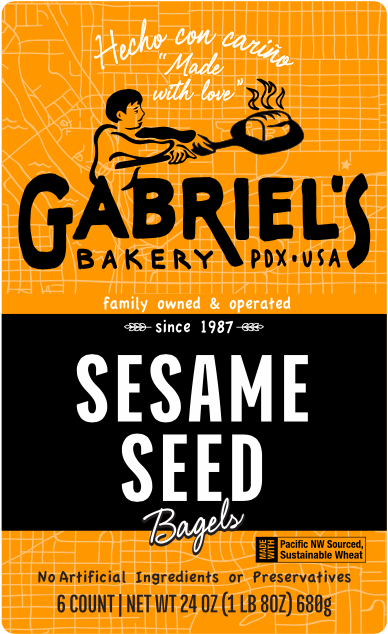 Hecho con cariño
"Made
with love"
GABRIEL'S
BAKERY PDX•USA
family owned & operated
since 1987
SESAME
SEED
Bagels
MADE WITH
Pacific NW Sourced,
Sustainable Wheat
No Artificial Ingredients or Preservatives
6 COUNT | NET WT 24 OZ (1 LB 8OZ) 680g